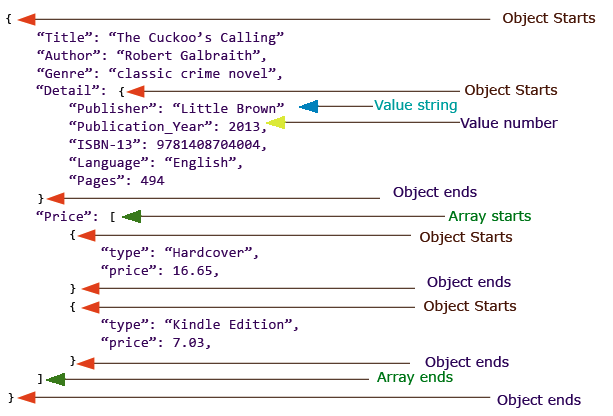 { Object Starts
“Title”: “The Cuckoo’s Calling”
“Author”: “Robert Galbraith”,
“Genre”: “classic crime novel”,
“Detail”: { Object Starts
“Publisher”: “Little Brown” Value string
“Publication_Year”: 2013, Value number
“ISBN-13”: 9781408704004,
“Language”: “English”,
“Pages”: 494
} Object ends
“Price”: [ Array starts
{ Object Starts
“type”: “Hardcover”,
“price”: 16.65,
} Object ends
{ Object Starts
“type”: “Kindle Edition”,
“price”: 7.03,
} Object ends
] Array ends
} Object ends